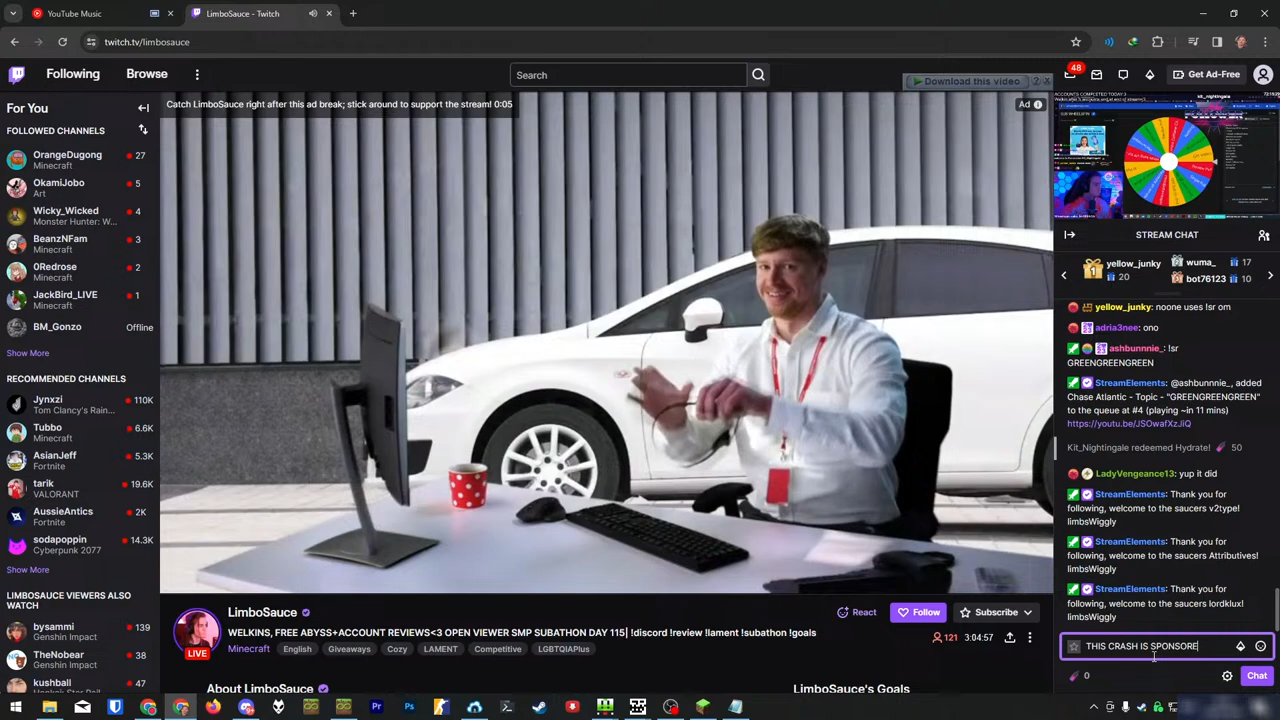 YouTube Music
LimboSauce - Twitch
twitch.tv/limbosauce
Following
Browse
Search
48
Get Ad-Free
Download this video
?
For You
FOLLOWED CHANNELS
OrangeDugong
27
Minecraft
OkamiJobo
5
Art
Wicky_Wicked
4
Monster Hunter: W...
BeanzNFam
3
Minecraft
0Redrose
2
Minecraft
JackBird_LIVE
1
Minecraft
BM_Gonzo
Offline
Show More
RECOMMENDED CHANNELS
Jynxzi
110K
Tom Clancy's Rain...
Tubbo
6.6K
Minecraft
AsianJeff
5.3K
Fortnite
tarik
19.6K
VALORANT
AussieAntics
2K
Fortnite
sodapoppin
14.3K
Cyberpunk 2077
Show More
LIMBOSAUCE VIEWERS ALSO
WATCH
bysammi
139
Genshin Impact
TheNobear
38
Genshin Impact
kushball
54
Catch LimboSauce right after this ad break; stick around to support the stream! 0:05
Ad
LIVE
LimboSauce
WELKINS, FREE ABYSS+ACCOUNT REVIEWS<3 OPEN VIEWER SMP SUBATHON DAY 115| !discord !review !lament !subathon !goals
Minecraft
English
Giveaways
Cozy
LAMENT
Competitive
LGBTQIAPlus
React
Follow
Subscribe
121
3:04:57
About LimboSauce
LimboSauce's Goals
STREAM CHAT
1
yellow_junky
20
wuma_
17
bot76123
10
yellow_junky: noone uses !sr om
adria3nee: ono
ashbunnnie_: !sr
GREENGREENGREEN
StreamElements: @ashbunnnie_, added
Chase Atlantic - Topic - "GREENGREENGREEN"
to the queue at #4 (playing ~in 11 mins)
https://youtu.be/JSOwafXzJiQ
Kit_Nightingale redeemed Hydrate! 50
LadyVengeance13: yup it did
StreamElements: Thank you for
following, welcome to the saucers v2type!
limbsWiggly
StreamElements: Thank you for
following, welcome to the saucers Attributives!
limbsWiggly
StreamElements: Thank you for
following, welcome to the saucers lordklux!
limbsWiggly
THIS CRASH IS SPONSORE
0
Chat